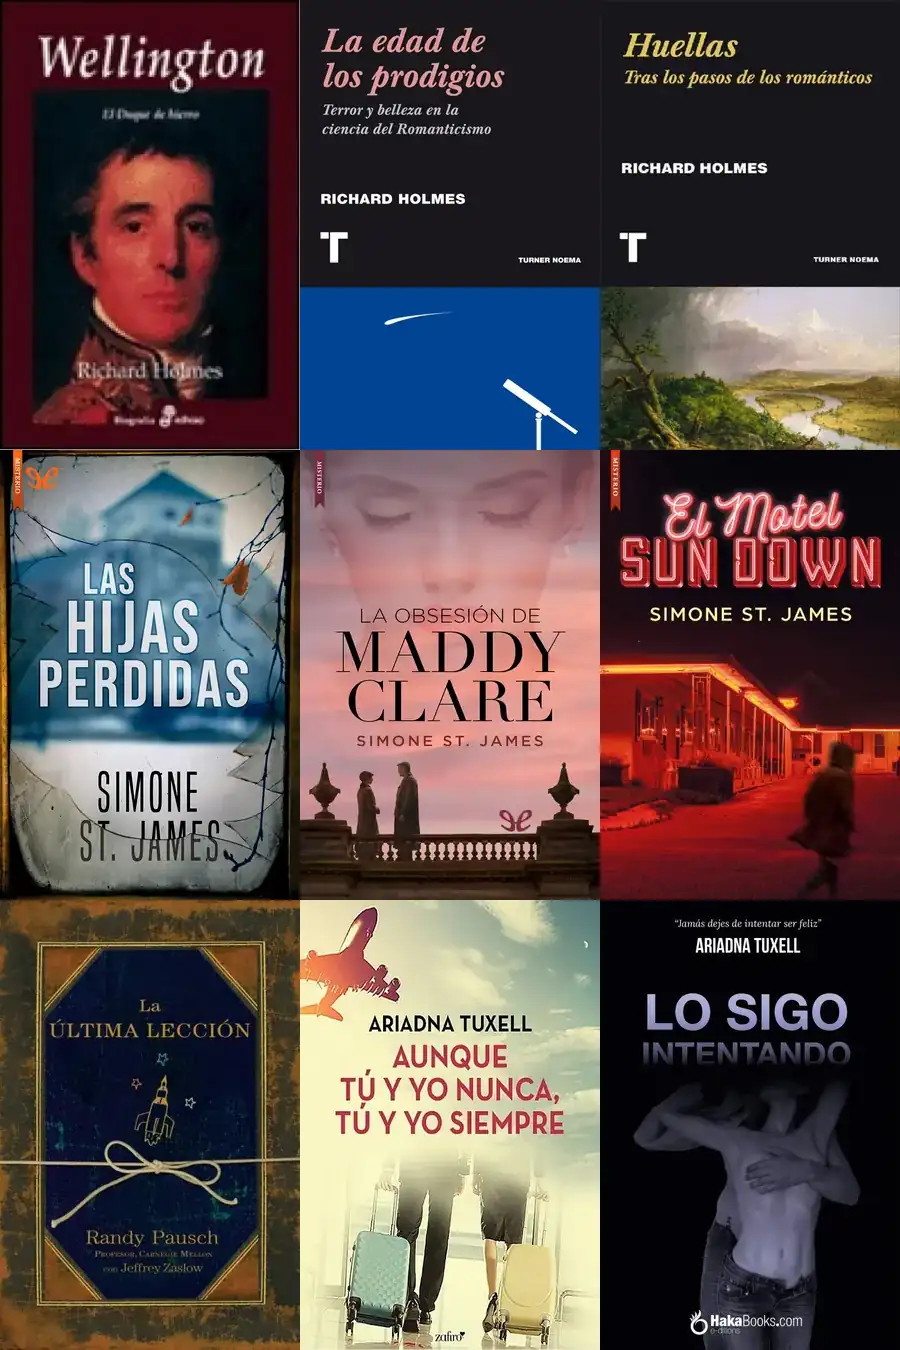 Wellington
El Duque de hierro
Richard Holmes
Biografía edhasa
La edad de
los prodigios
Terror y belleza en la
ciencia del Romanticismo
RICHARD HOLMES
T
TURNER NOEMA
Huellas
Tras los pasos de los románticos
RICHARD HOLMES
T
TURNER NOEMA
MISTERIO
LAS
HIJAS
PERDIDAS
SIMONE
ST. JAMES
MISTERIO
LA OBSESIÓN DE
MADDY
CLARE
SIMONE ST. JAMES
MISTERIO
El Motel
SUN DOWN
SIMONE ST. JAMES
La
ÚLTIMA LECCIÓN
Randy Pausch
PROFESOR, CARNEGIE MELLON
CON Jeffrey Zaslow
ARIADNA TUXELL
AUNQUE
TÚ Y YO NUNCA,
TÚ Y YO SIEMPRE
zafiro
“Jamás dejes de intentar ser feliz”
ARIADNA TUXELL
LO SIGO
INTENTANDO
HakaBooks.com
e-ditions